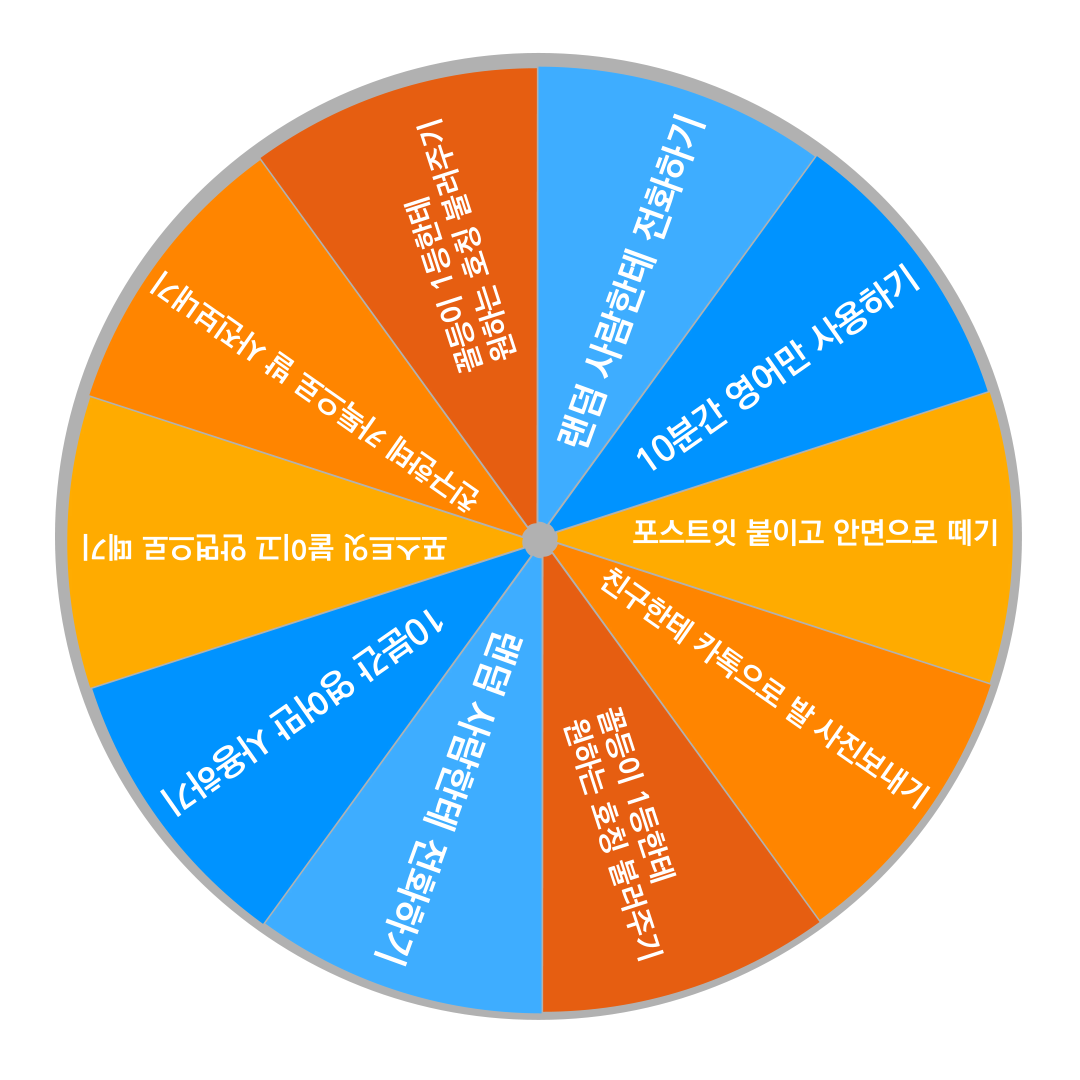 랜덤 사람한테 전화하기
10분간 영어만 사용하기
포스트잇 붙이고 안면으로 떼기
친구한테 카톡으로 발 사진보내기
꼴등이 1등한테
원하는 호칭 불러주기
랜덤 사람한테 전화하기
10분간 영어만 사용하기
포스트잇 붙이고 안면으로 떼기
친구한테 카톡으로 발 사진보내기
꼴등이 1등한테
원하는 호칭 불러주기